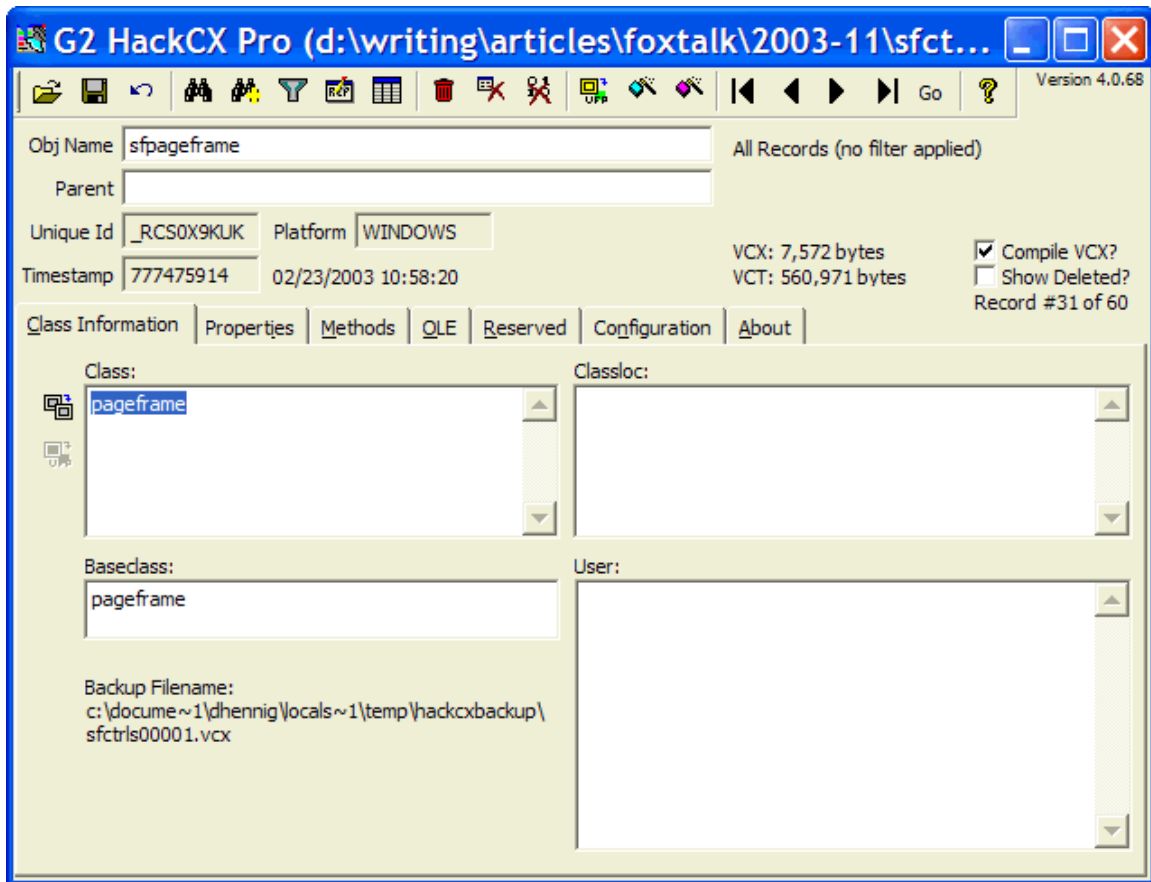 G2 HackCX Pro (d:\writing\articles\foxtalk\2003-11\sfct...
Go
Version 4.0.68
Obj Name sfpageframe
All Records (no filter applied)
Parent
Unique Id _RCS0X9KUK Platform WINDOWS
VCX: 7,572 bytes Compile VCX?
Timestamp 777475914 02/23/2003 10:58:20
VCT: 560,971 bytes Show Deleted?
Record #31 of 60
Class Information Properties Methods OLE Reserved Configuration About
Class: Classloc:
pageframe
Baseclass: User:
pageframe
Backup Filename:
c:\docume~1\dhennig\locals~1\temp\hackcxbackup\
sfctrls00001.vcx